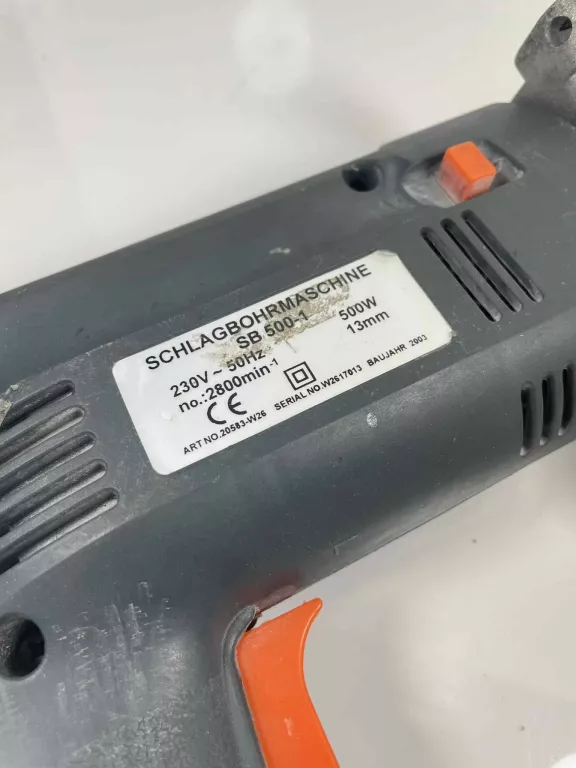 SCHLAGBOHRMASCHINE
SB 500-1
230V ~ 50Hz 500W
no.:2800min-1 13mm
CE
ART NO.20583-W26 SERIAL NO.W2617013 BAUJAHR 2003